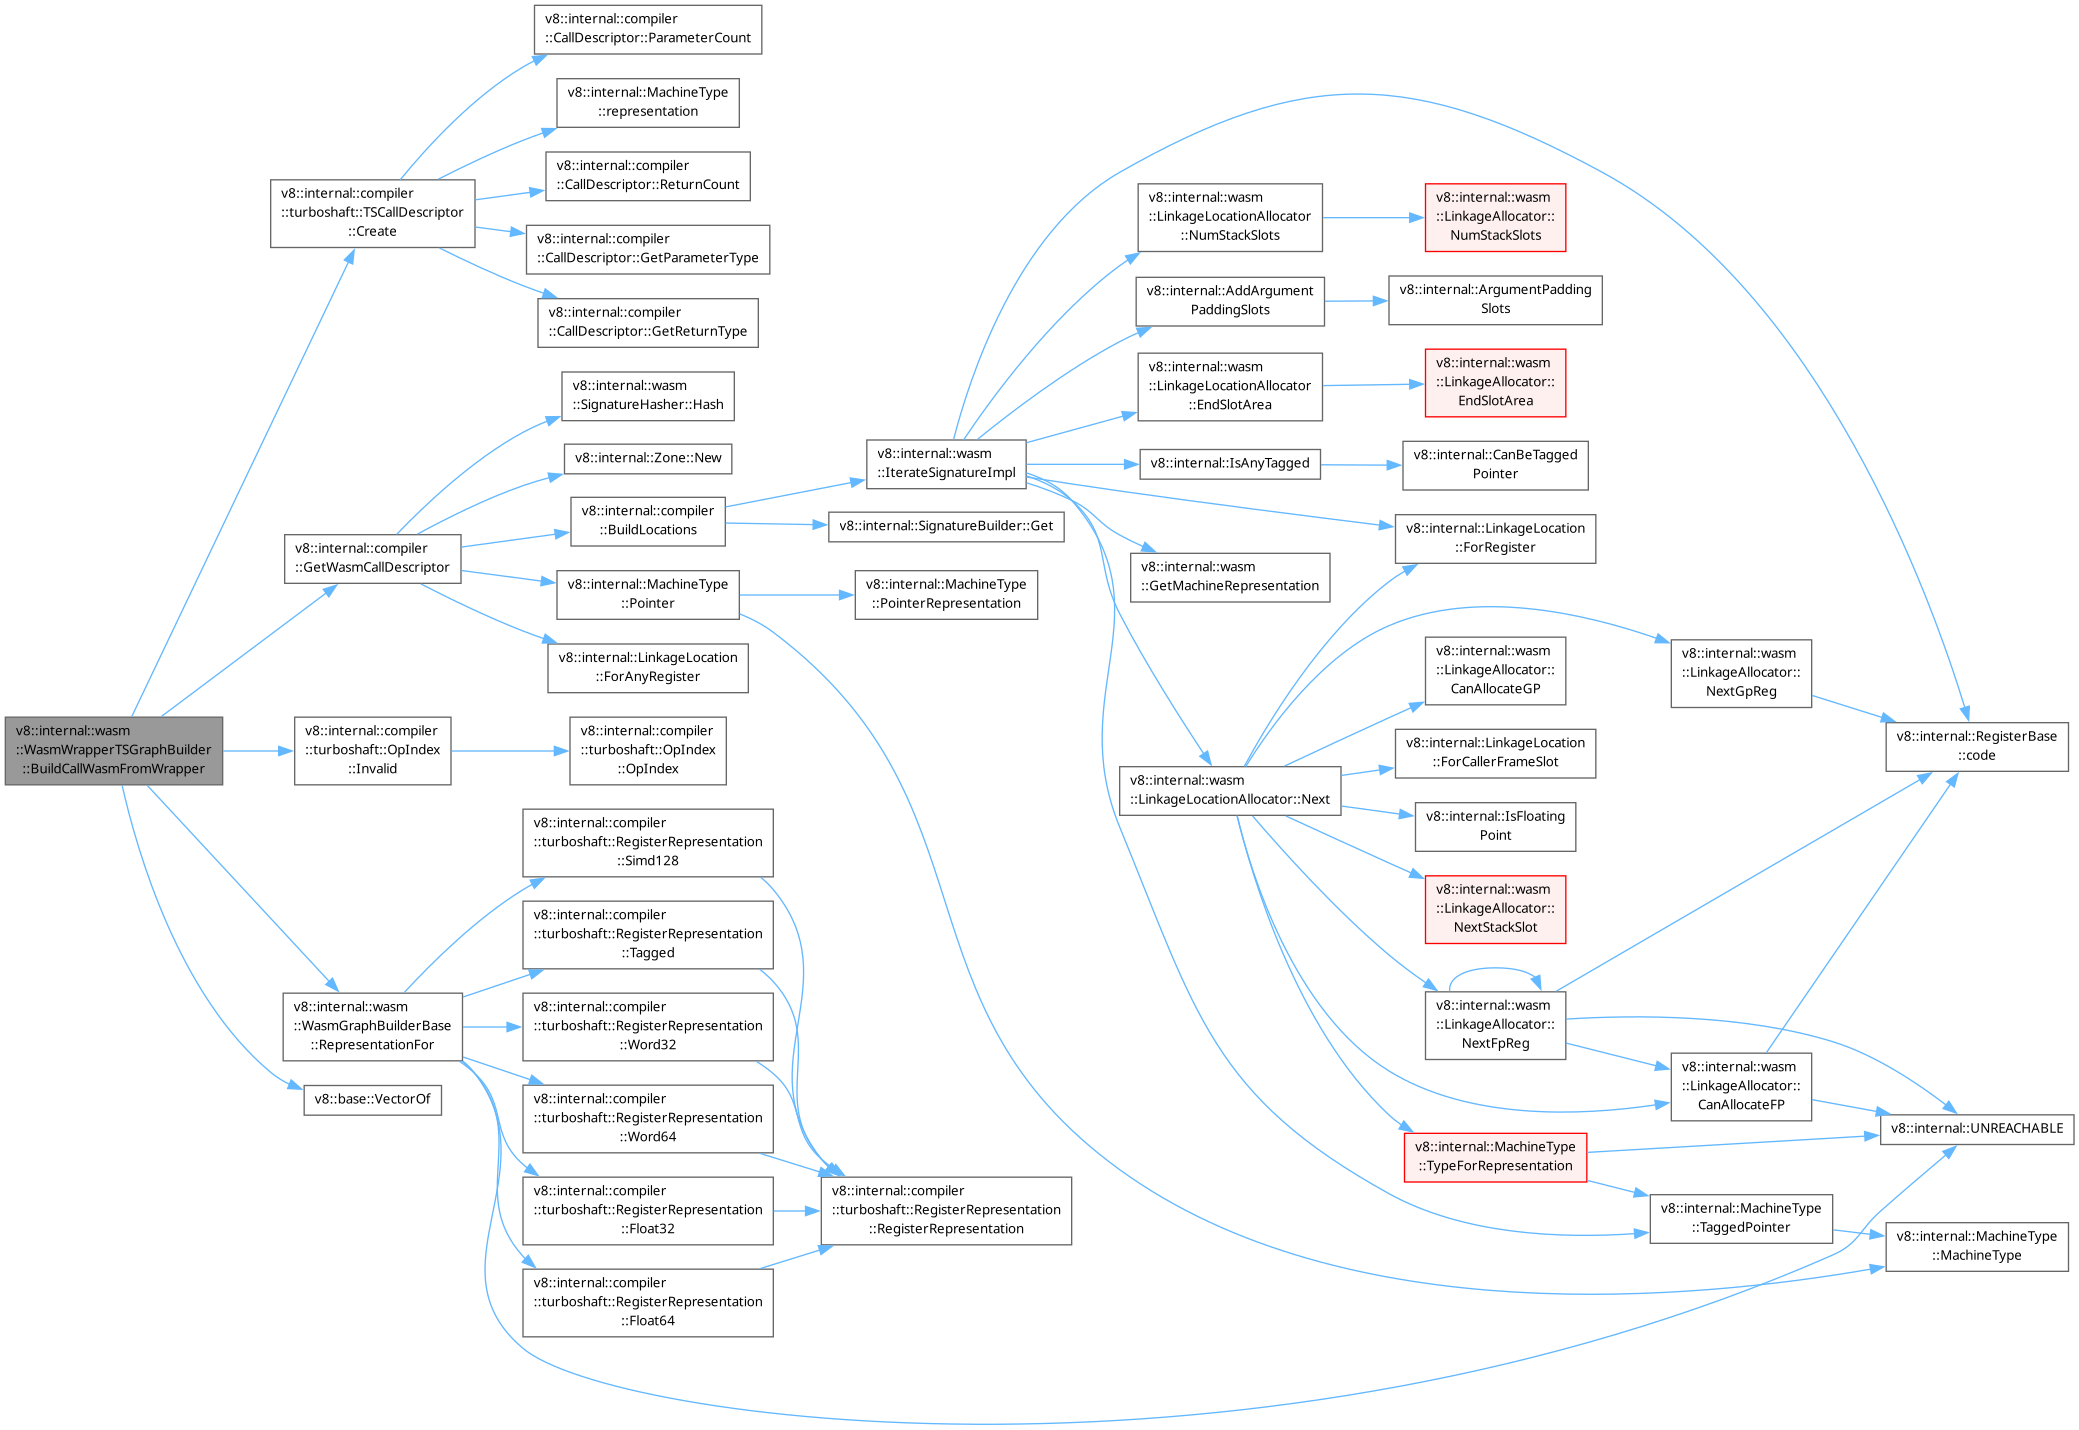 v8::internal::wasm
::WasmWrapperTSGraphBuilder
::BuildCallWasmFromWrapper
v8::internal::compiler
::turboshaft::TSCallDescriptor
::Create
v8::internal::compiler
::GetWasmCallDescriptor
v8::internal::compiler
::turboshaft::OpIndex
::Invalid
v8::internal::wasm
::WasmGraphBuilderBase
::RepresentationFor
v8::base::VectorOf
v8::internal::compiler
::CallDescriptor::ParameterCount
v8::internal::MachineType
::representation
v8::internal::compiler
::CallDescriptor::ReturnCount
v8::internal::compiler
::CallDescriptor::GetParameterType
v8::internal::compiler
::CallDescriptor::GetReturnType
v8::internal::wasm
::SignatureHasher::Hash
v8::internal::Zone::New
v8::internal::compiler
::BuildLocations
v8::internal::MachineType
::Pointer
v8::internal::LinkageLocation
::ForAnyRegister
v8::internal::compiler
::turboshaft::OpIndex
::OpIndex
v8::internal::compiler
::turboshaft::RegisterRepresentation
::Simd128
v8::internal::compiler
::turboshaft::RegisterRepresentation
::Tagged
v8::internal::compiler
::turboshaft::RegisterRepresentation
::Word32
v8::internal::compiler
::turboshaft::RegisterRepresentation
::Word64
v8::internal::compiler
::turboshaft::RegisterRepresentation
::Float32
v8::internal::compiler
::turboshaft::RegisterRepresentation
::Float64
v8::internal::wasm
::IterateSignatureImpl
v8::internal::SignatureBuilder::Get
v8::internal::MachineType
::PointerRepresentation
v8::internal::compiler
::turboshaft::RegisterRepresentation
::RegisterRepresentation
v8::internal::wasm
::LinkageLocationAllocator
::NumStackSlots
v8::internal::AddArgument
PaddingSlots
v8::internal::wasm
::LinkageLocationAllocator
::EndSlotArea
v8::internal::IsAnyTagged
v8::internal::wasm
::GetMachineRepresentation
v8::internal::wasm
::LinkageLocationAllocator::Next
v8::internal::wasm
::LinkageAllocator::
NumStackSlots
v8::internal::ArgumentPadding
Slots
v8::internal::wasm
::LinkageAllocator::
EndSlotArea
v8::internal::CanBeTagged
Pointer
v8::internal::LinkageLocation
::ForRegister
v8::internal::wasm
::LinkageAllocator::
CanAllocateGP
v8::internal::LinkageLocation
::ForCallerFrameSlot
v8::internal::IsFloating
Point
v8::internal::wasm
::LinkageAllocator::
NextStackSlot
v8::internal::wasm
::LinkageAllocator::
NextFpReg
v8::internal::MachineType
::TypeForRepresentation
v8::internal::wasm
::LinkageAllocator::
NextGpReg
v8::internal::wasm
::LinkageAllocator::
CanAllocateFP
v8::internal::MachineType
::TaggedPointer
v8::internal::RegisterBase
::code
v8::internal::UNREACHABLE
v8::internal::MachineType
::MachineType